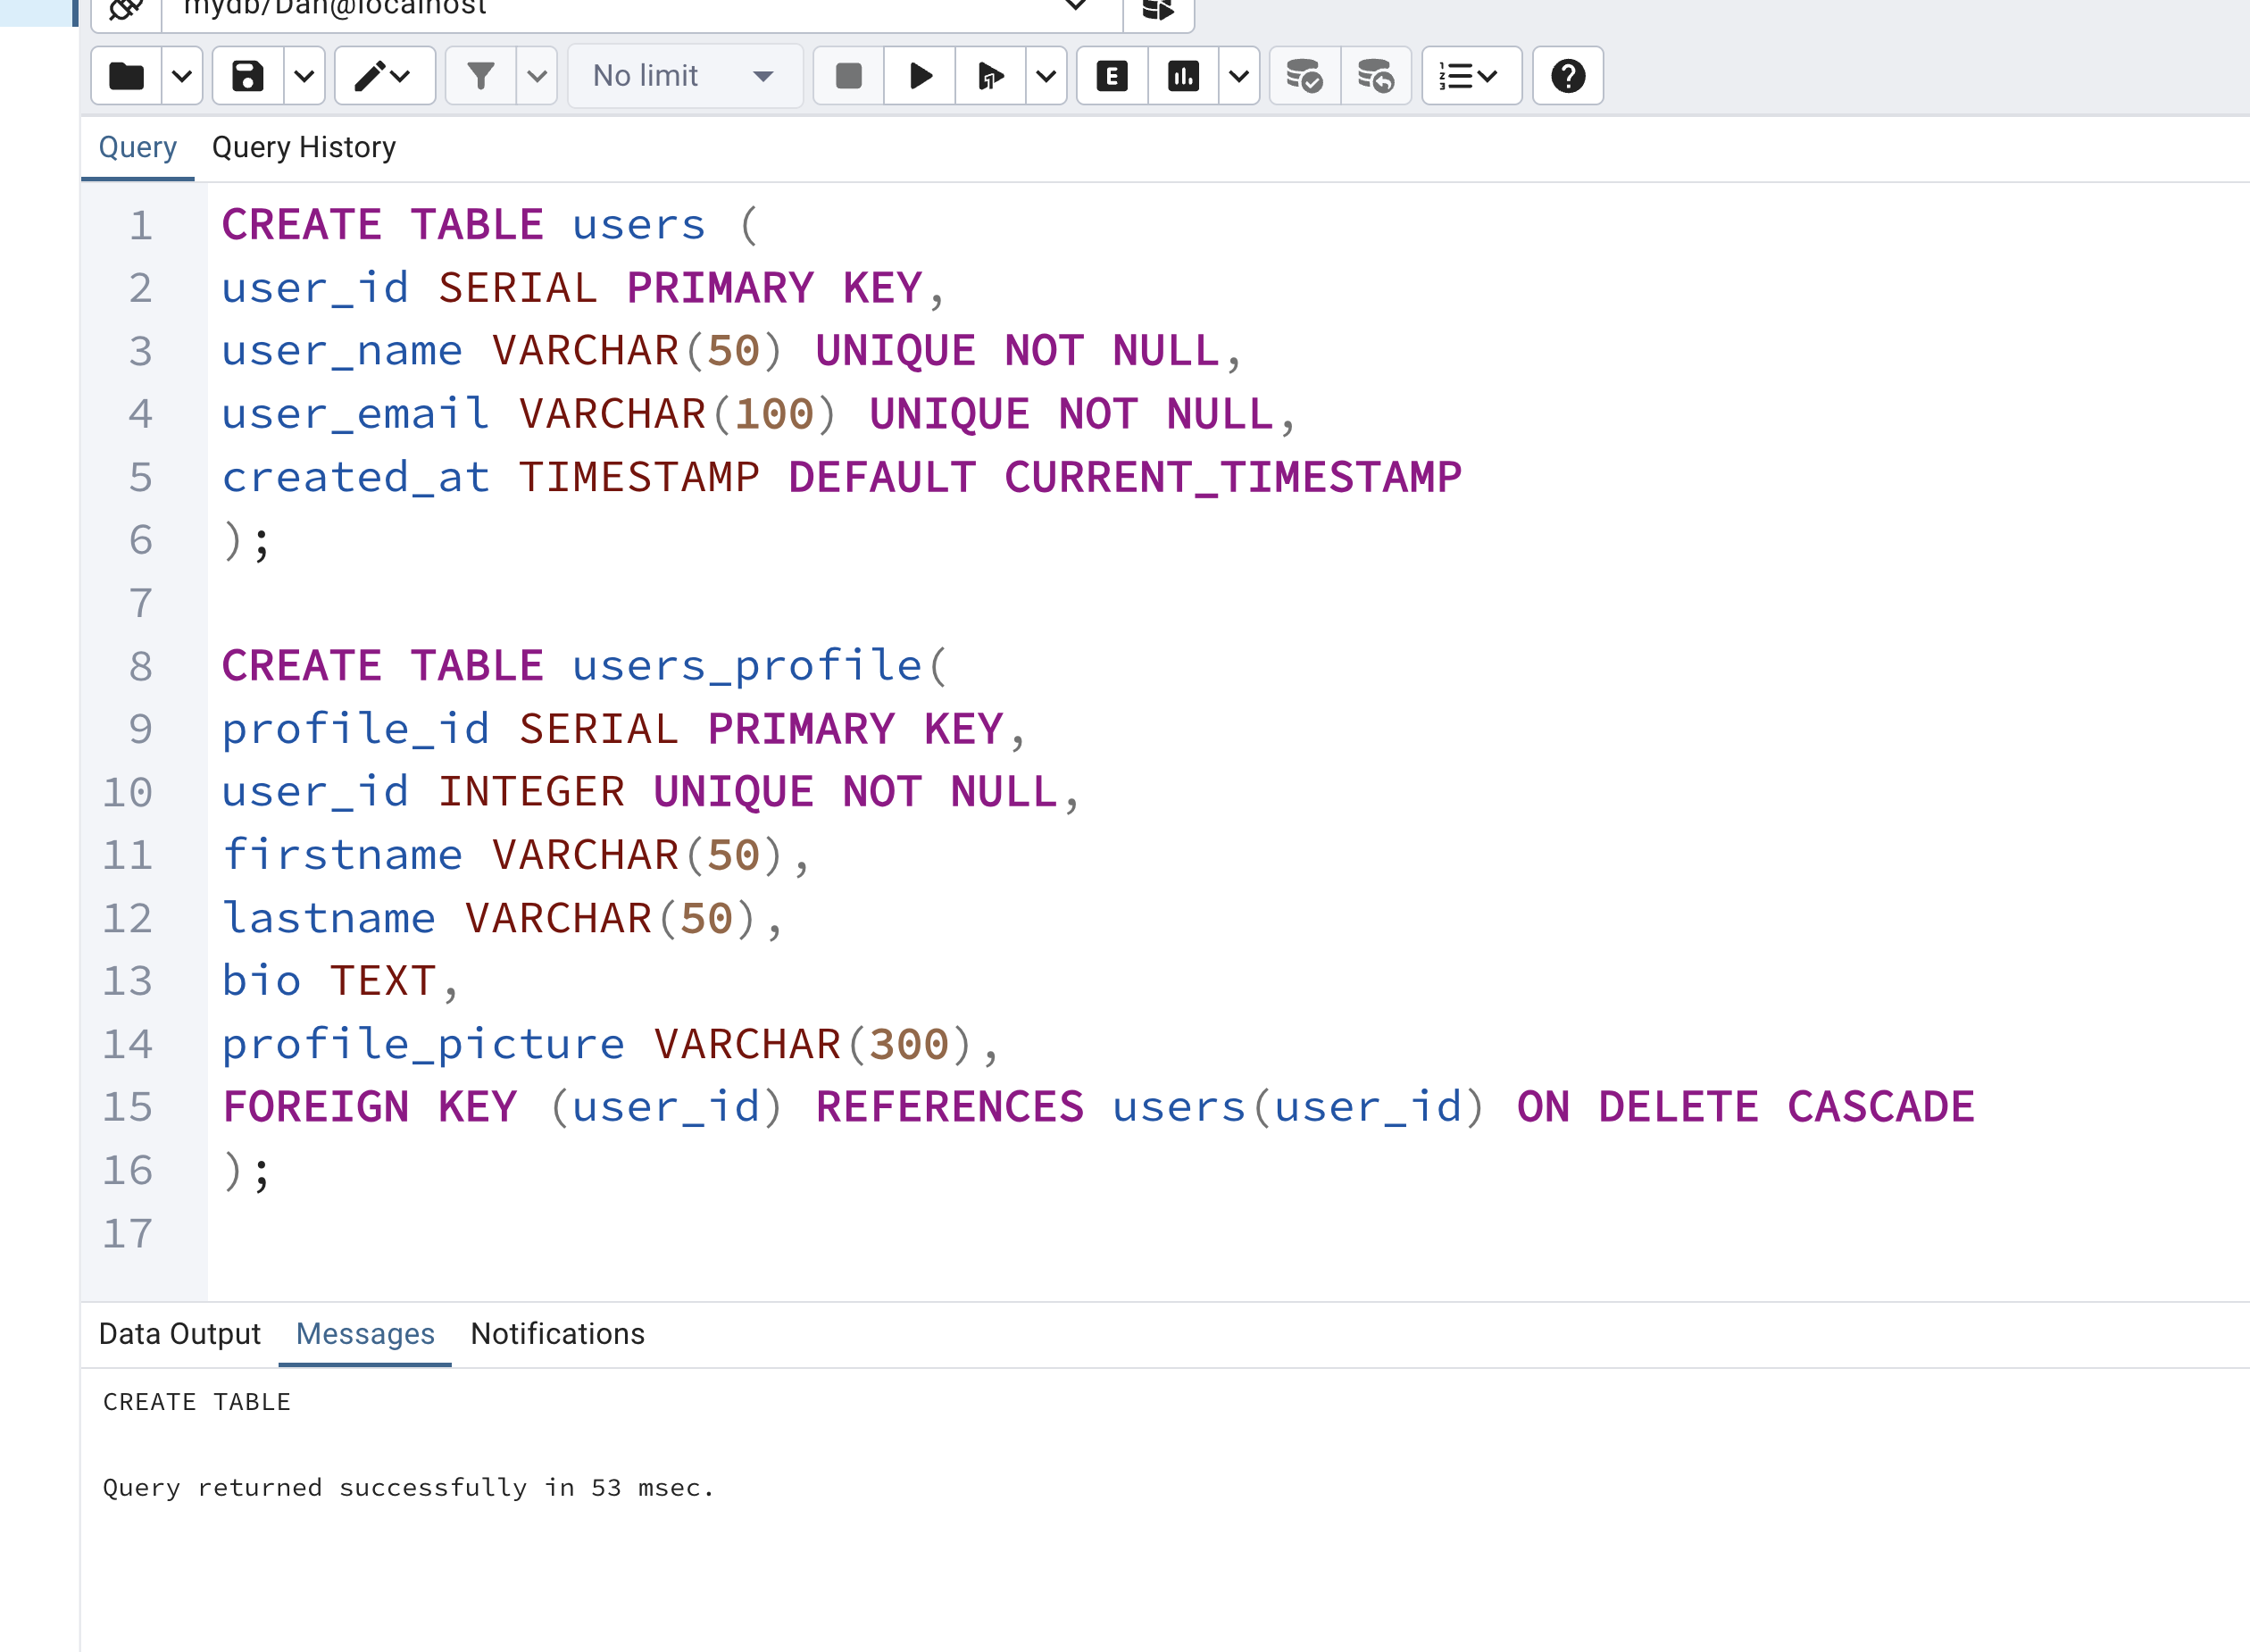 mydb/Dan@localhost
No limit
Query Query History
1 CREATE TABLE users (
2 user_id SERIAL PRIMARY KEY,
3 user_name VARCHAR(50) UNIQUE NOT NULL,
4 user_email VARCHAR(100) UNIQUE NOT NULL,
5 created_at TIMESTAMP DEFAULT CURRENT_TIMESTAMP
6 );
7
8 CREATE TABLE users_profile(
9 profile_id SERIAL PRIMARY KEY,
10 user_id INTEGER UNIQUE NOT NULL,
11 firstname VARCHAR(50),
12 lastname VARCHAR(50),
13 bio TEXT,
14 profile_picture VARCHAR(300),
15 FOREIGN KEY (user_id) REFERENCES users(user_id) ON DELETE CASCADE
16 );
17
Data Output Messages Notifications
CREATE TABLE
Query returned successfully in 53 msec.